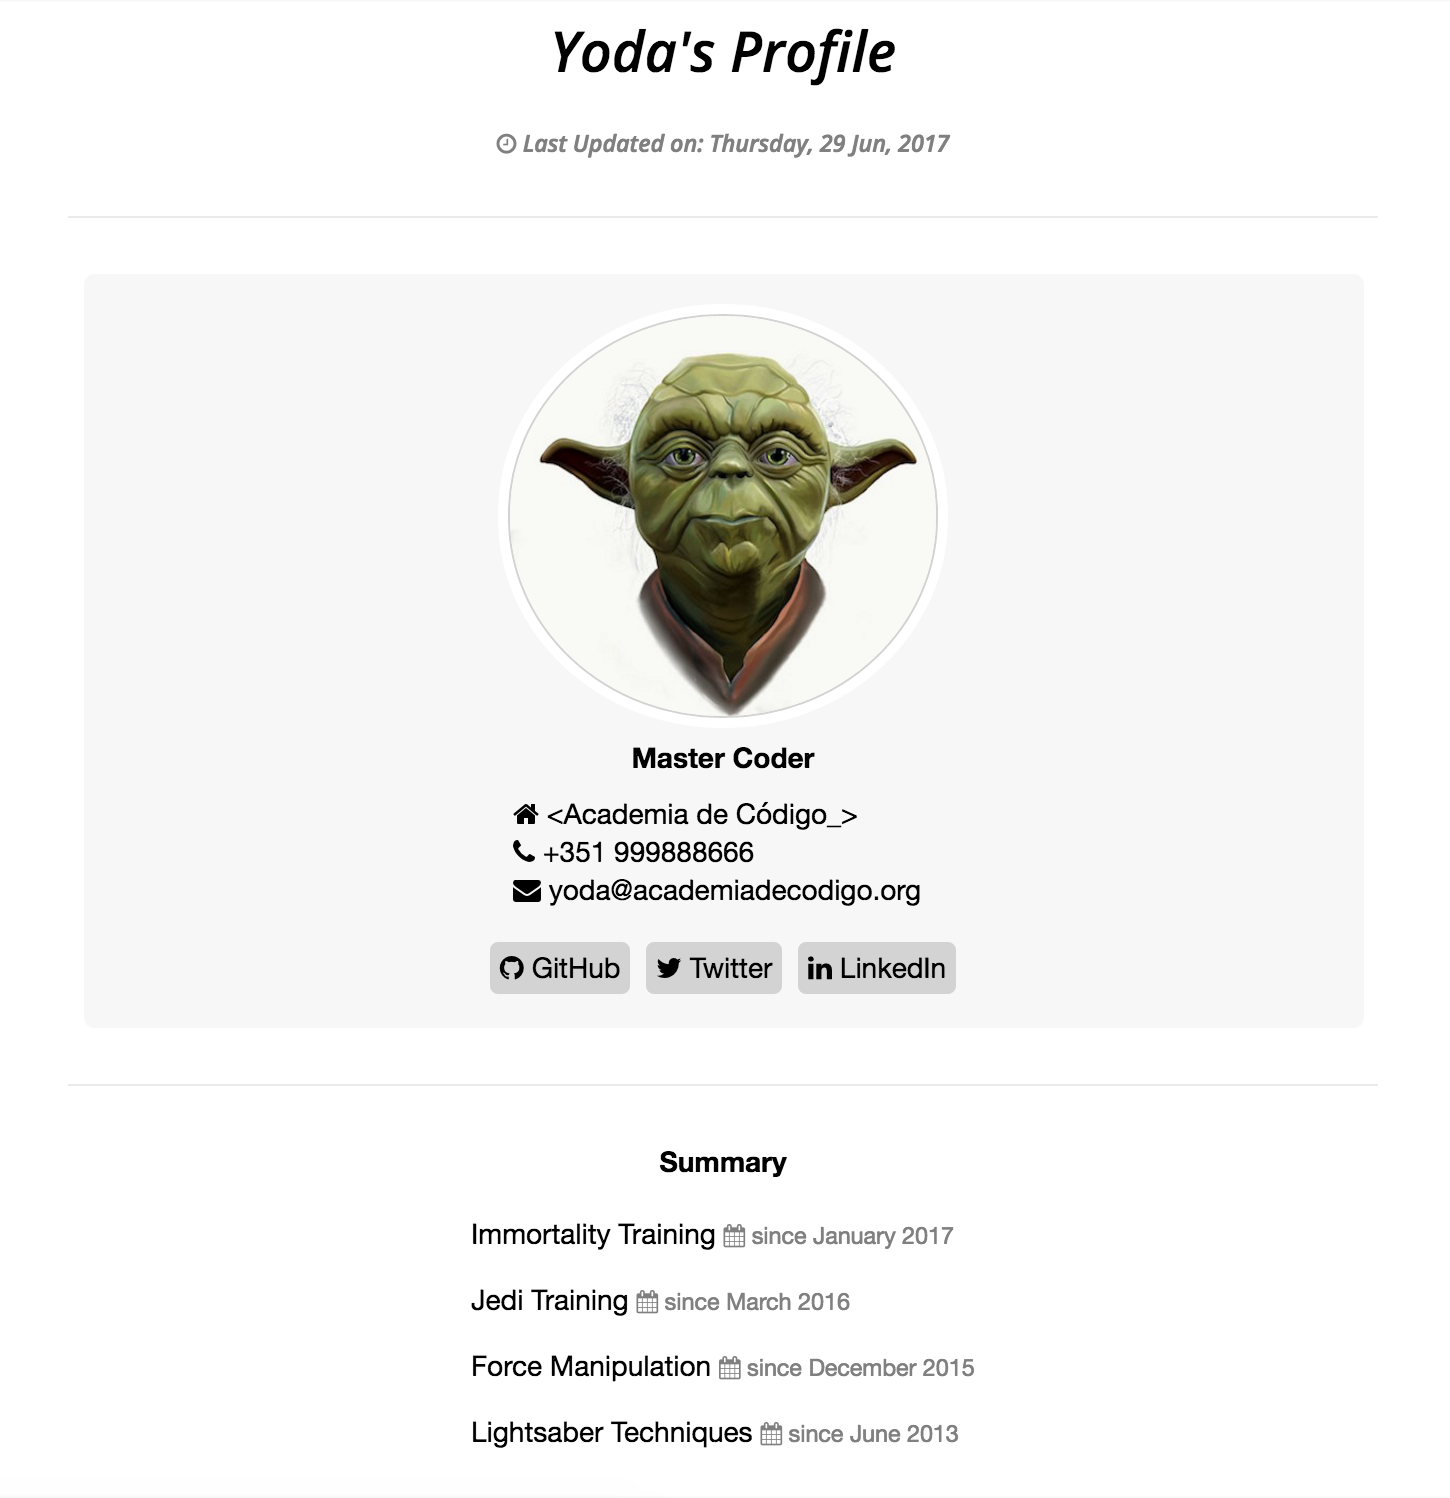 Yoda's Profile
Last Updated on: Thursday, 29 Jun, 2017
Master Coder
<Academia de Código_>
+351 999888666
yoda@academiadecodigo.org
GitHub Twitter LinkedIn
Summary
Immortality Training since January 2017
Jedi Training since March 2016
Force Manipulation since December 2015
Lightsaber Techniques since June 2013